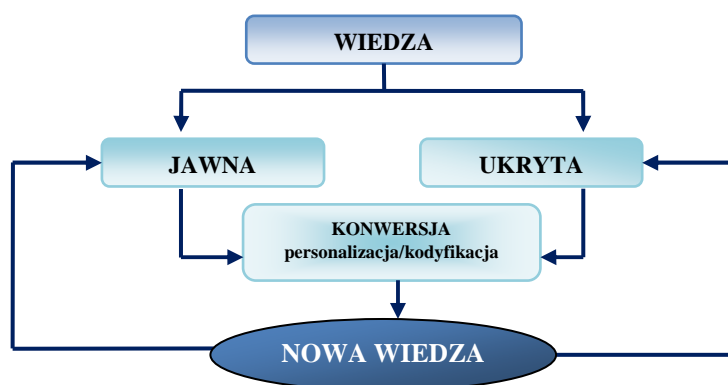 WIEDZA
JAWNA
UKRYTA
KONWERSJA
personalizacja/kodyfikacja
NOWA WIEDZA